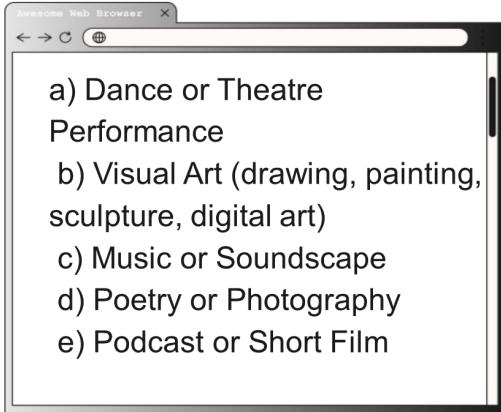 Awesome Web Browser
a) Dance or Theatre
Performance
b) Visual Art (drawing, painting,
sculpture, digital art)
c) Music or Soundscape
d) Poetry or Photography
e) Podcast or Short Film